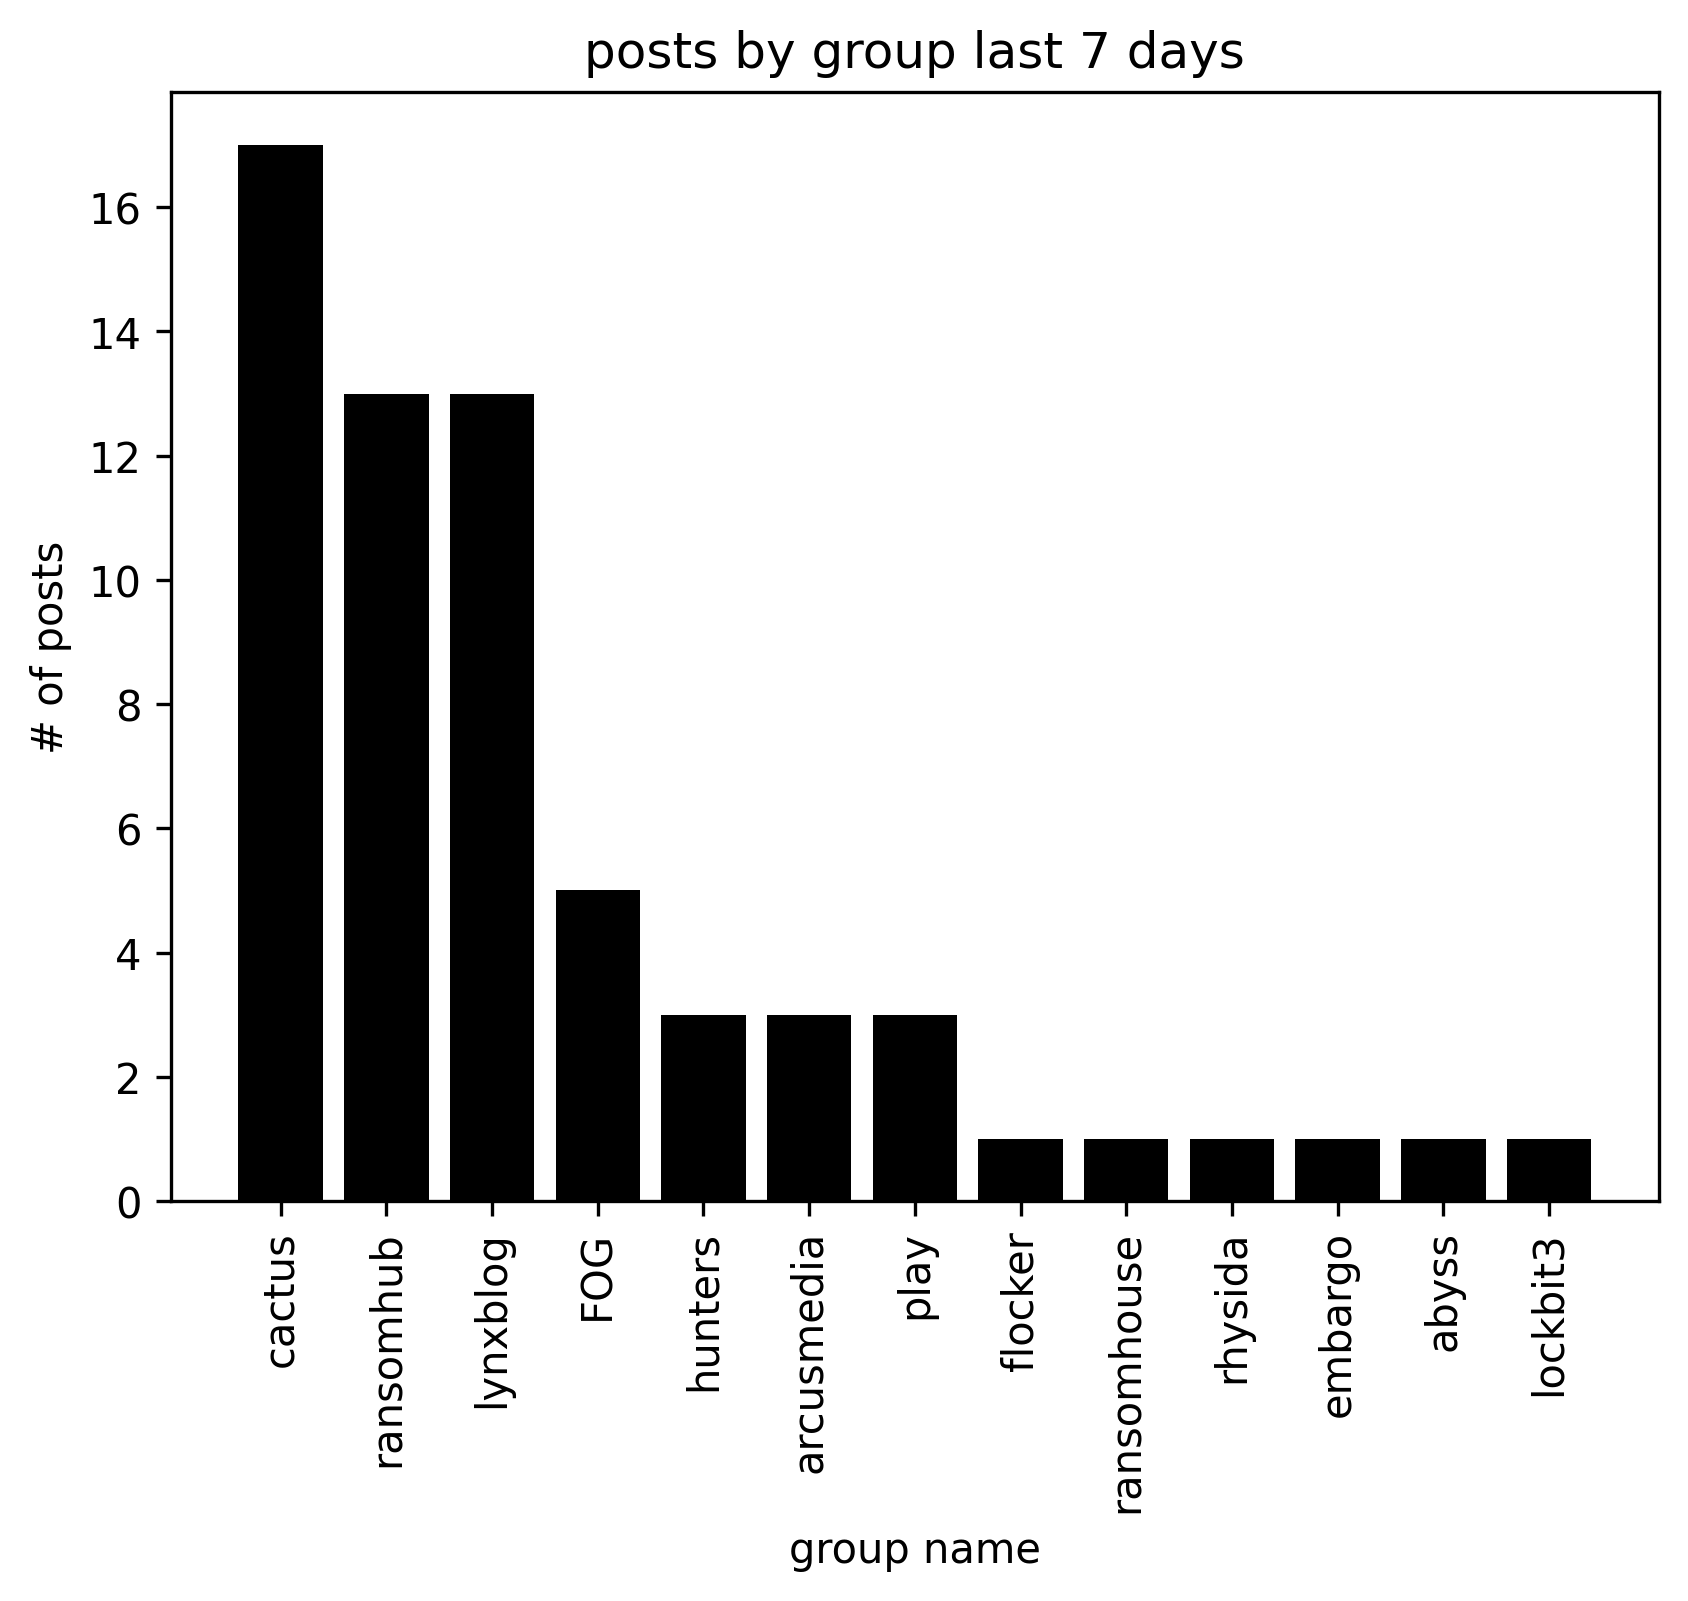 posts by group last 7 days
# of posts
16
14
12
10
8
6
4
2
0
cactus
ransomhub
lynxblog
FOG
hunters
arcusmedia
play
flocker
ransomhouse
rhysida
embargo
abyss
lockbit3
group name